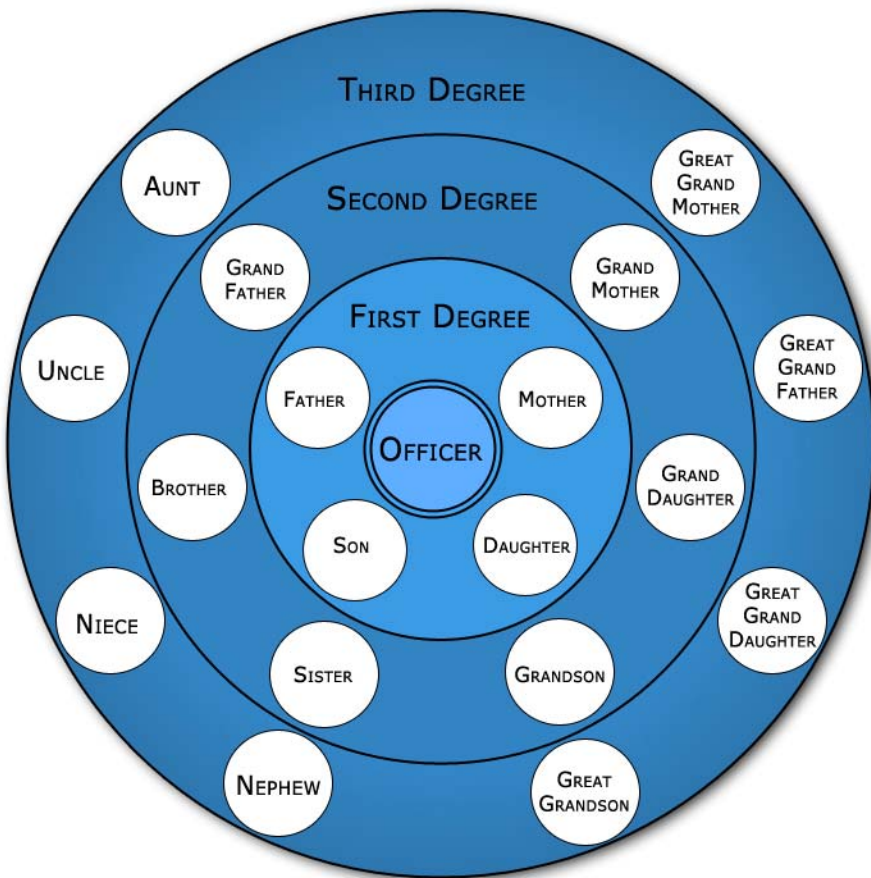 Third Degree
Aunt
Great
Grand
Mother
Second Degree
Grand
Father
Grand
Mother
First Degree
Uncle
Great
Grand
Father
Father
Mother
Officer
Brother
Grand
Daughter
Son
Daughter
Niece
Great
Grand
Daughter
Sister
Grandson
Nephew
Great
Grandson